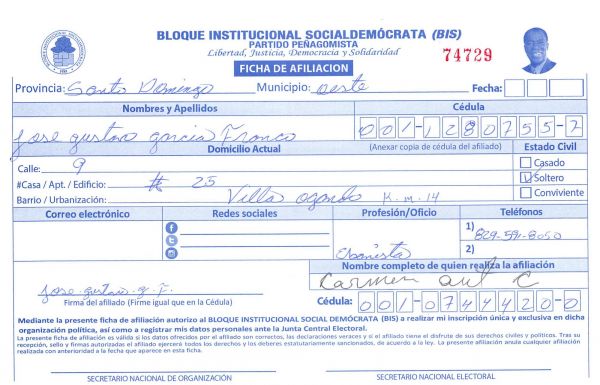 BLOQUE INSTITUCIONAL SOCIALDEMÓCRATA (BIS)
PARTIDO PEÑAGOMISTA
Libertad, Justicia, Democracia y Solidaridad
74729
FICHA DE AFILIACION
Provincia: Santo Domingo Municipio: oeste Fecha:
Nombres y Apellidos Cédula
Jose gustavo garcia Franco 001-1280755-7
Domicilio Actual (Anexar copia de cédula del afiliado) Estado Civil
Calle: 9 Casado
#Casa / Apt. / Edificio: # 25 Soltero
Barrio / Urbanización: Villa ogando K.m.14 Conviviente
Correo electrónico Redes sociales Profesión/Oficio Teléfonos
1) 829-591-8050
Ebanista 2)
Nombre completo de quien realiza la afiliación
Jose gustavo g. F. Carmen ant C
Firma del afiliado (Firme igual que en la Cédula) Cédula: 001-0744420-0
Mediante la presente ficha de afiliación autorizo al BLOQUE INSTITUCIONAL SOCIAL DEMÓCRATA (BIS) a realizar mi inscripción única y exclusiva en dicha
organización política, así como a registrar mis datos personales ante la Junta Central Electoral.
La presente ficha de afiliación es válida si los datos ofrecidos por el afiliado son correctos, las declaraciones veraces y si el afiliado tiene el disfrute de sus derechos civiles y políticos. Tras su
recepción, sello y firmas autorizadas el afiliado ejercerá todos los derechos y los deberes estatutariamente sancionados, de acuerdo a la ley. La presente afiliación anula cualquier afiliación
realizada con anterioridad a la fecha que aparece en esta ficha.
SECRETARIO NACIONAL DE ORGANIZACIÓN SECRETARIO NACIONAL ELECTORAL